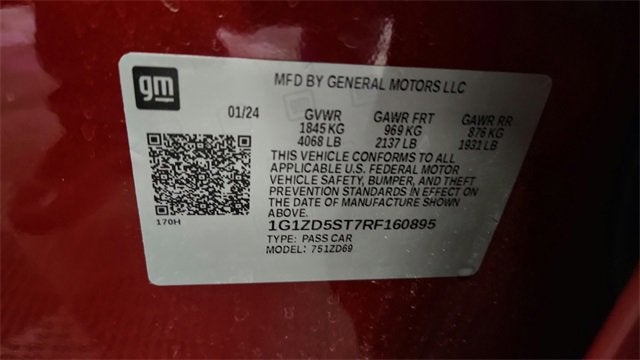 gm
MFD BY GENERAL MOTORS LLC
01/24 GVWR GAWR FRT GAWR RR
1845 KG 969 KG 876 KG
4068 LB 2137 LB 1931 LB
THIS VEHICLE CONFORMS TO ALL
APPLICABLE U.S. FEDERAL MOTOR
VEHICLE SAFETY, BUMPER, AND THEFT
PREVENTION STANDARDS IN EFFECT ON
THE DATE OF MANUFACTURE SHOWN
ABOVE.
170H
1G1ZD5ST7RF160895
TYPE: PASS CAR
MODEL: 751ZD69